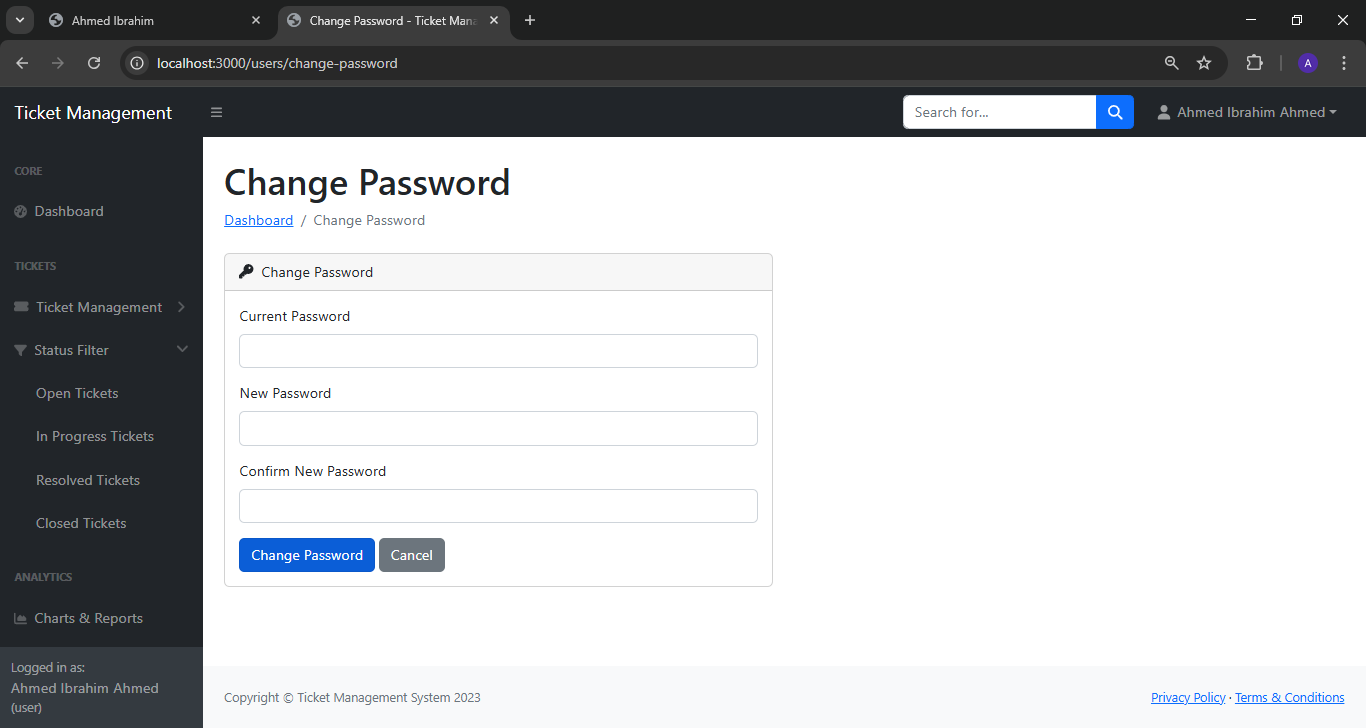 Ahmed Ibrahim
Change Password - Ticket Mana
localhost:3000/users/change-password
A
Ticket Management
Search for...
Ahmed Ibrahim Ahmed
CORE
Dashboard
TICKETS
Ticket Management
Status Filter
Open Tickets
In Progress Tickets
Resolved Tickets
Closed Tickets
ANALYTICS
Charts & Reports
Logged in as:
Ahmed Ibrahim Ahmed
(user)
Change Password
Dashboard / Change Password
Change Password
Current Password
New Password
Confirm New Password
Change Password
Cancel
Copyright © Ticket Management System 2023
Privacy Policy · Terms & Conditions